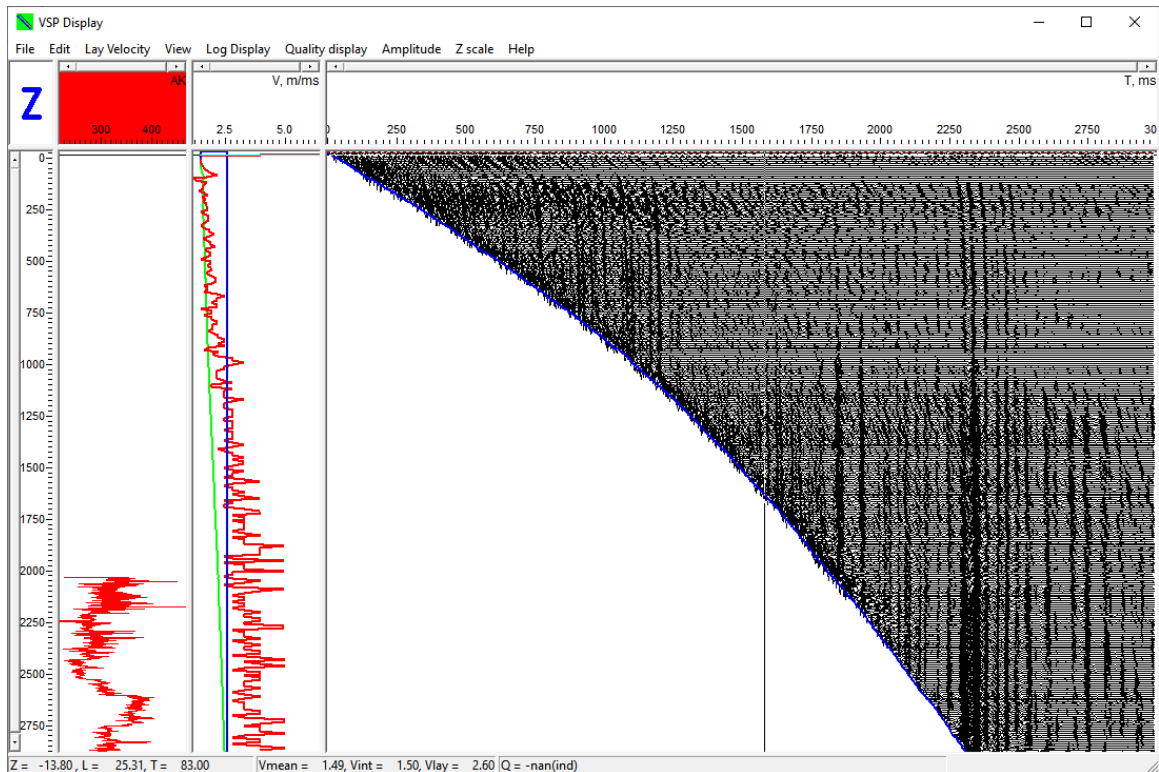 VSP Display
File Edit Lay Velocity View Log Display Quality display Amplitude Z scale Help
Z
AK
V, m/ms
T, ms
300 400
2.5 5.0
0 250 500 750 1000 1250 1500 1750 2000 2250 2500 2750 30
0
250
500
750
1000
1250
1500
1750
2000
2250
2500
2750
Z = -13.80 , L = 25.31, T = 83.00 Vmean = 1.49, Vint = 1.50, Vlay = 2.60 Q = -nan(ind)